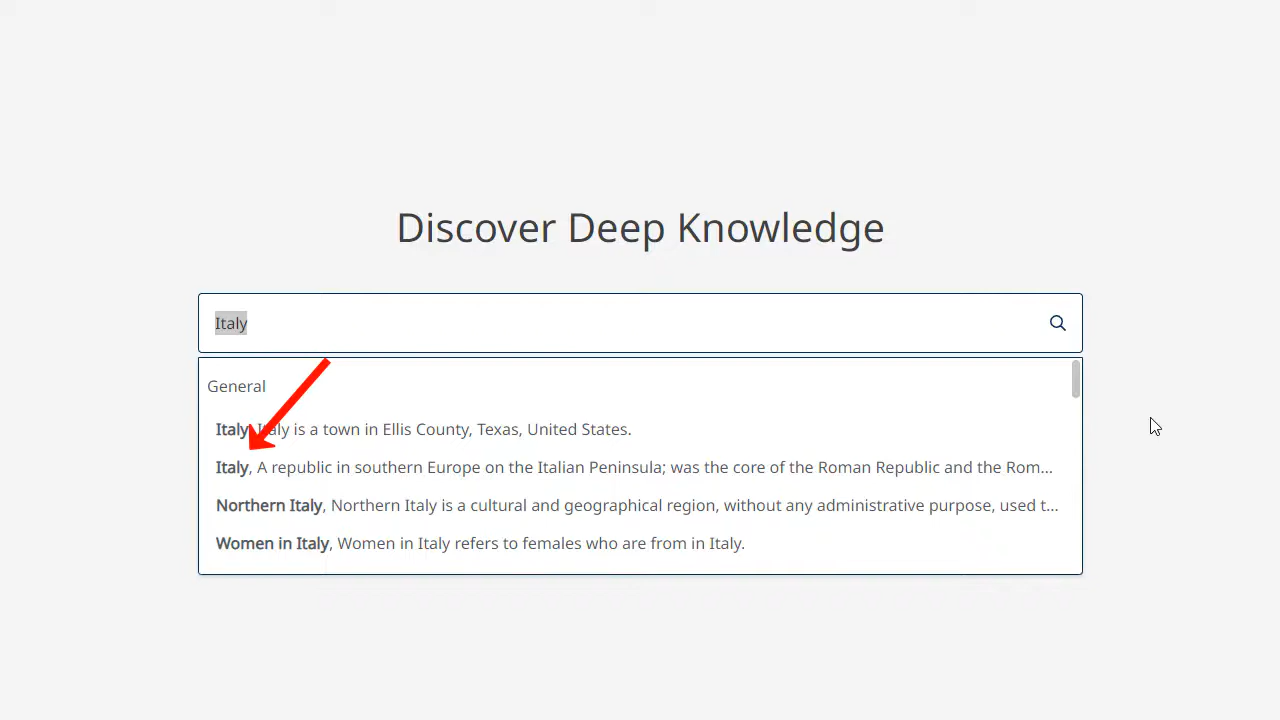 Discover Deep Knowledge
Italy
General
Italy, Italy is a town in Ellis County, Texas, United States.
Italy, A republic in southern Europe on the Italian Peninsula; was the core of the Roman Republic and the Rom...
Northern Italy, Northern Italy is a cultural and geographical region, without any administrative purpose, used t...
Women in Italy, Women in Italy refers to females who are from in Italy.